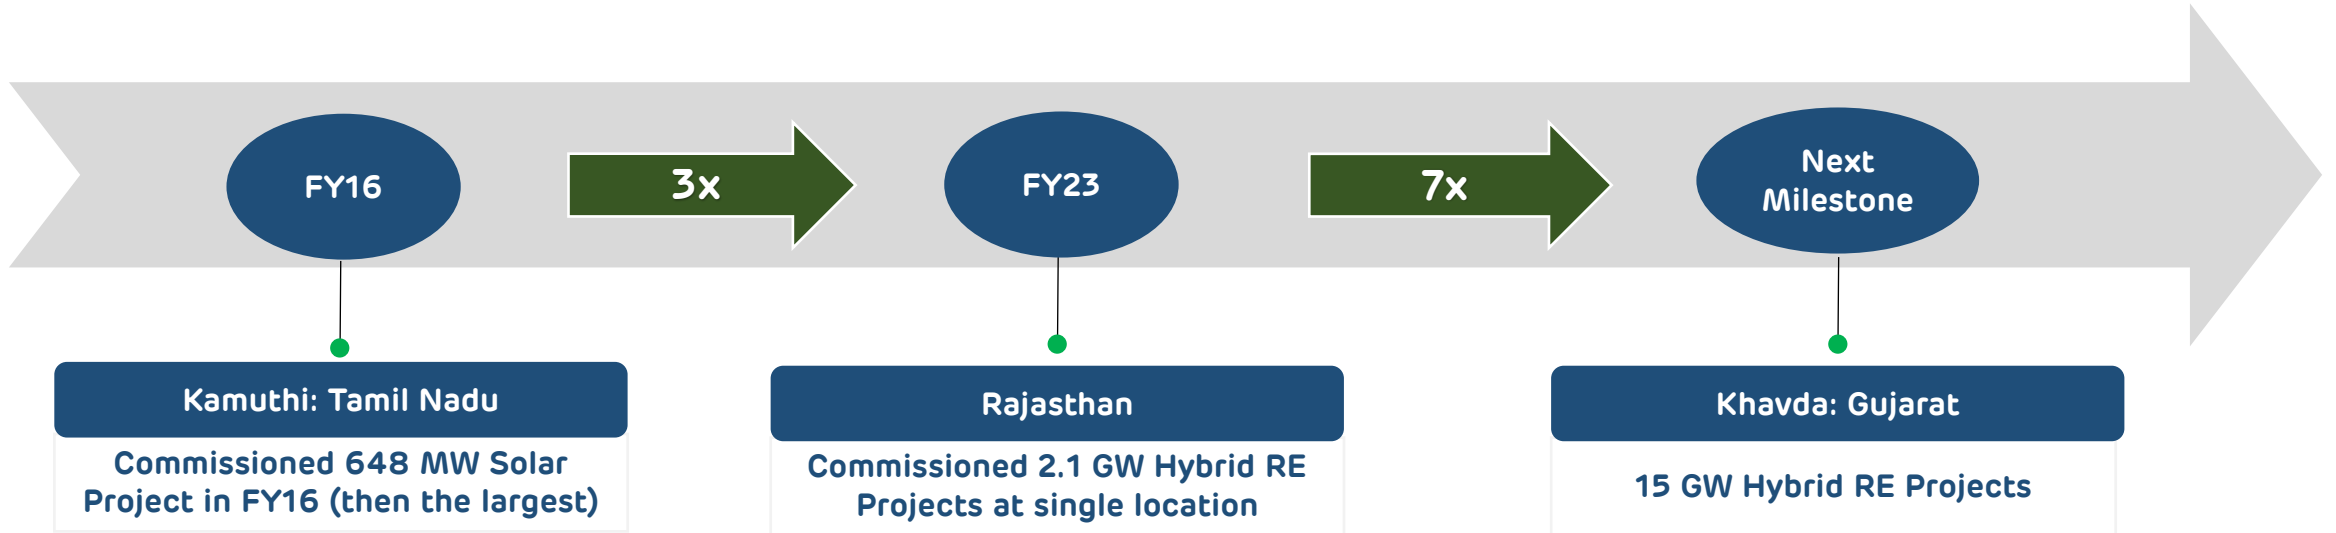 FY16
3x
FY23
7x
Next
Milestone
Kamuthi: Tamil Nadu
Commissioned 648 MW Solar
Project in FY16 (then the largest)
Rajasthan
Commissioned 2.1 GW Hybrid RE
Projects at single location
Khavda: Gujarat
15 GW Hybrid RE Projects